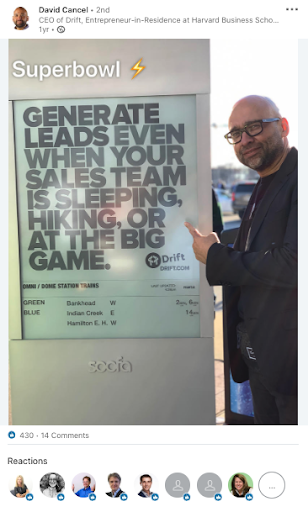 David Cancel • 2nd
CEO of Drift, Entrepreneur-in-Residence at Harvard Business Scho...
1yr •
Superbowl ⚡
GENERATE
LEADS EVEN
WHEN YOUR
SALES TEAM
IS SLEEPING,
HIKING, OR
AT THE BIG
GAME.
Drift
DRIFT.COM
OMNI / DOME STATION TRAINS
GREEN Bankhead W
BLUE Indian Creek E
Hamilton E. H. W
soofa
430 • 14 Comments
Reactions